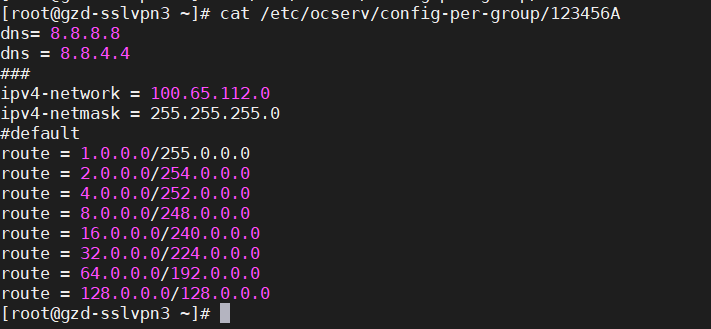 [root@gzd-sslvpn3 ~]# cat /etc/ocserv/config-per-group/123456A
dns= 8.8.8.8
dns = 8.8.4.4
###
ipv4-network = 100.65.112.0
ipv4-netmask = 255.255.255.0
#default
route = 1.0.0.0/255.0.0.0
route = 2.0.0.0/254.0.0.0
route = 4.0.0.0/252.0.0.0
route = 8.0.0.0/248.0.0.0
route = 16.0.0.0/240.0.0.0
route = 32.0.0.0/224.0.0.0
route = 64.0.0.0/192.0.0.0
route = 128.0.0.0/128.0.0.0
[root@gzd-sslvpn3 ~]#